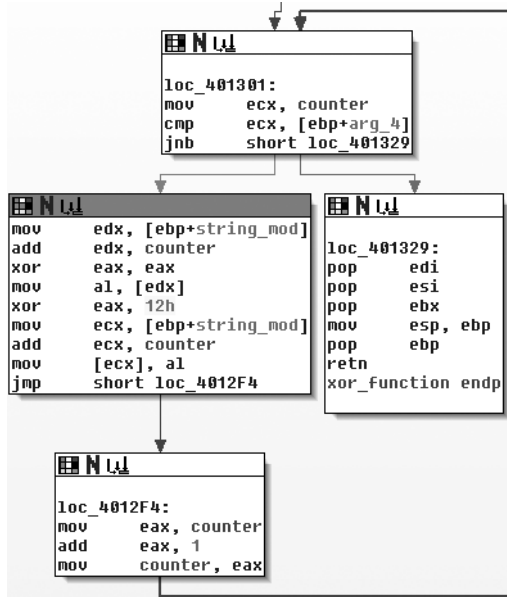 loc_401301:
mov ecx, counter
cmp ecx, [ebp+arg_4]
jnb short loc_401329
mov edx, [ebp+string_mod]
add edx, counter
xor eax, eax
mov al, [edx]
xor eax, 12h
mov ecx, [ebp+string_mod]
add ecx, counter
mov [ecx], al
jmp short loc_4012F4
loc_401329:
pop edi
pop esi
pop ebx
mov esp, ebp
pop ebp
retn
xor_function endp
loc_4012F4:
mov eax, counter
add eax, 1
mov counter, eax